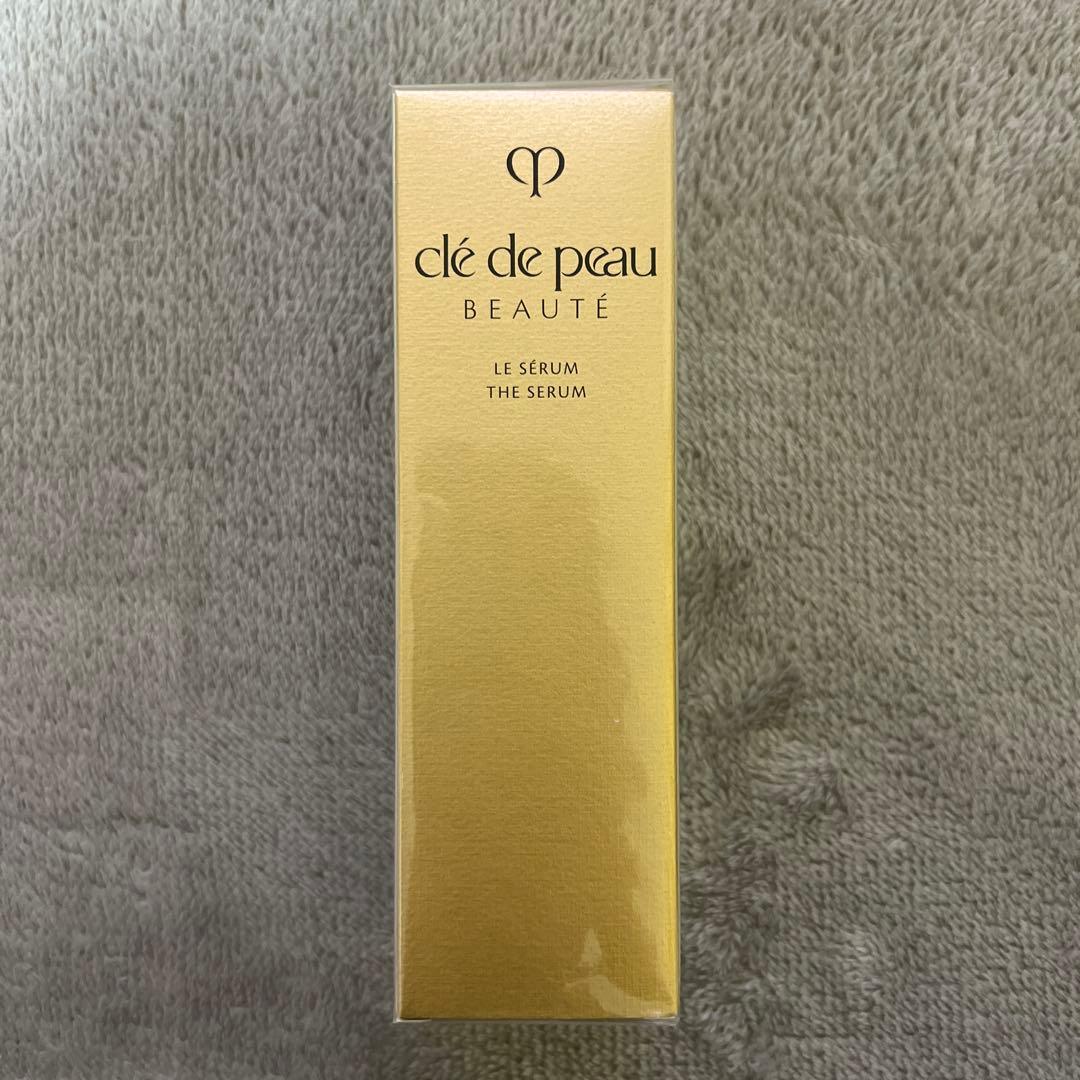 clé de peau
BEAUTÉ
LE SÉRUM
THE SERUM